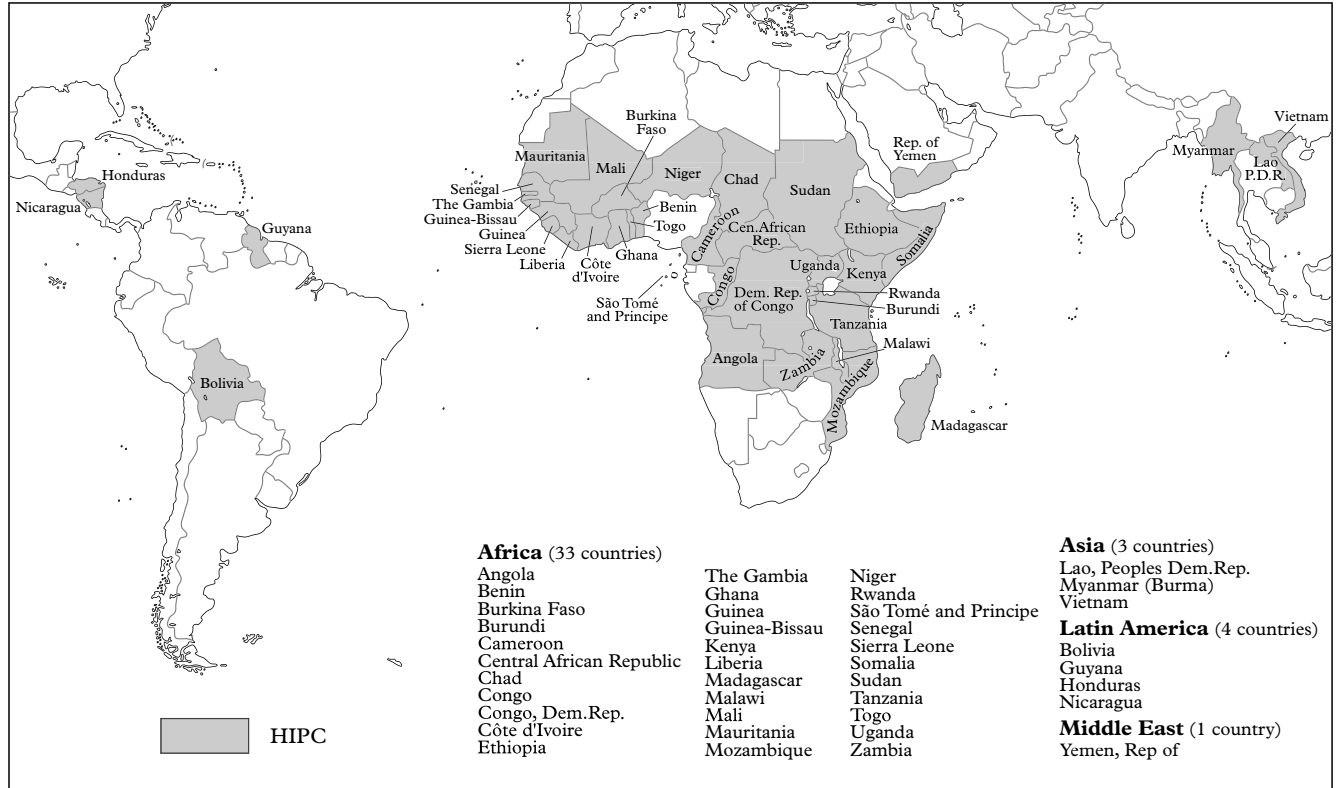 Honduras
Nicaragua
Guyana
Bolivia
Burkina
Faso
Mauritania
Mali
Niger
Chad
Sudan
Rep. of
Yemen
Senegal
The Gambia
Guinea-Bissau
Guinea
Sierra Leone
Liberia
Côte
d'Ivoire
Ghana
Togo
Benin
São Tomé
and Principe
Cameroon
Cen.African
Rep.
Ethiopia
Somalia
Uganda
Kenya
Congo
Dem. Rep.
of Congo
Rwanda
Burundi
Tanzania
Malawi
Angola
Zambia
Mozambique
Madagascar
Vietnam
Myanmar
Lao
P.D.R.
HIPC
Africa (33 countries)
Angola
Benin
Burkina Faso
Burundi
Cameroon
Central African Republic
Chad
Congo
Congo, Dem.Rep.
Côte d'Ivoire
Ethiopia
The Gambia
Ghana
Guinea
Guinea-Bissau
Kenya
Liberia
Madagascar
Malawi
Mali
Mauritania
Mozambique
Niger
Rwanda
São Tomé and Principe
Senegal
Sierra Leone
Somalia
Sudan
Tanzania
Togo
Uganda
Zambia
Asia (3 countries)
Lao, Peoples Dem.Rep.
Myanmar (Burma)
Vietnam
Latin America (4 countries)
Bolivia
Guyana
Honduras
Nicaragua
Middle East (1 country)
Yemen, Rep of